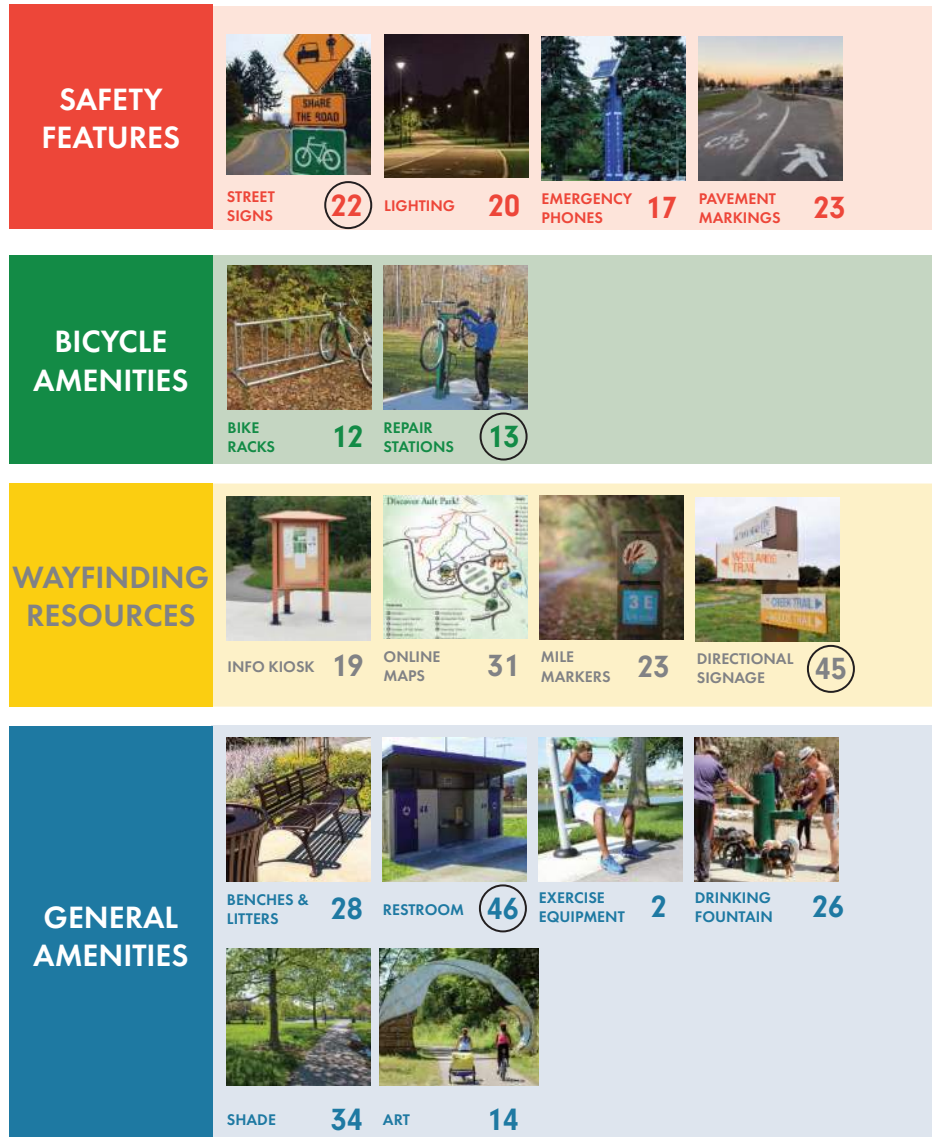 SAFETY
FEATURES
SHARE
THE ROAD
STREET
SIGNS
22
LIGHTING
20
EMERGENCY
PHONES
17
PAVEMENT
MARKINGS
23
BICYCLE
AMENITIES
BIKE
RACKS
12
REPAIR
STATIONS
13
WAYFINDING
RESOURCES
Discover Ault Park!
3 E
WETLANDS
TRAIL
CREEK TRAIL
INFO KIOSK
19
ONLINE
MAPS
31
MILE
MARKERS
23
DIRECTIONAL
SIGNAGE
45
GENERAL
AMENITIES
BENCHES &
LITTERS
28
RESTROOM
46
EXERCISE
EQUIPMENT
2
DRINKING
FOUNTAIN
26
SHADE
34
ART
14